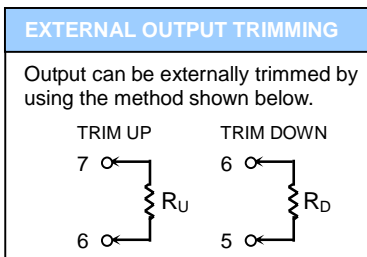 EXTERNAL OUTPUT TRIMMING
Output can be externally trimmed by
using the method shown below.
TRIM UP TRIM DOWN
7 6
RU RD
6 5